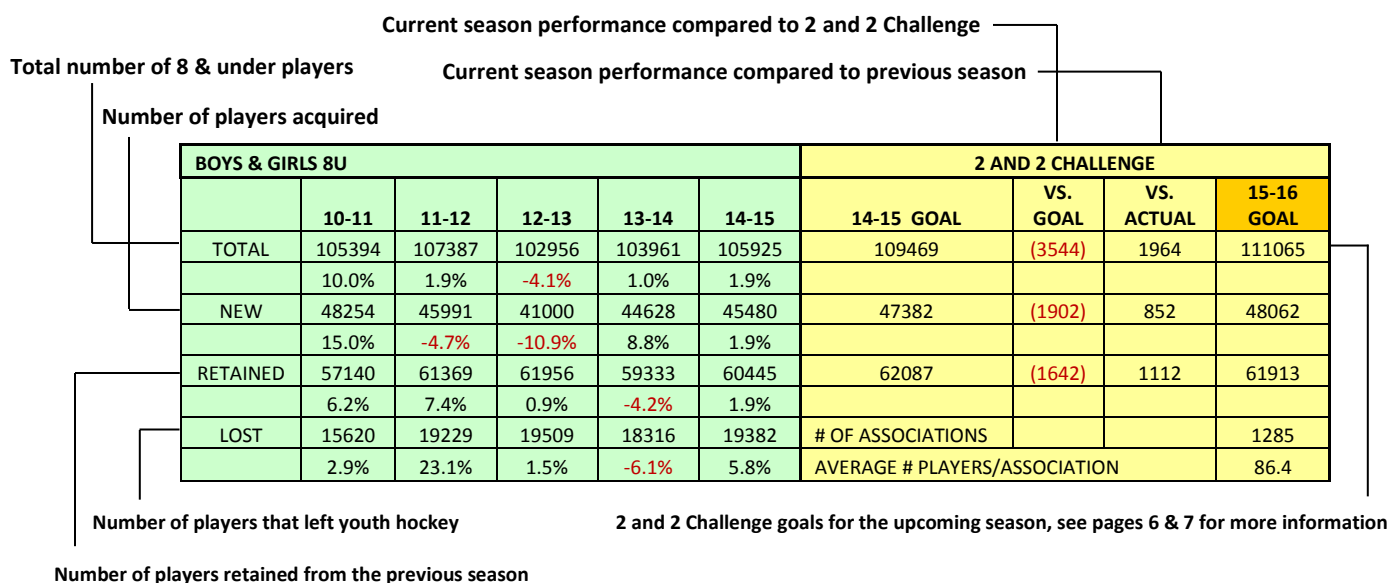 Current season performance compared to 2 and 2 Challenge
Total number of 8 & under players
Current season performance compared to previous season
Number of players acquired
BOYS & GIRLS 8U 2 AND 2 CHALLENGE
10-11 11-12 12-13 13-14 14-15 14-15 GOAL VS. GOAL VS. ACTUAL 15-16 GOAL
TOTAL 105394 107387 102956 103961 105925 109469 (3544) 1964 111065
10.0% 1.9% -4.1% 1.0% 1.9%
NEW 48254 45991 41000 44628 45480 47382 (1902) 852 48062
15.0% -4.7% -10.9% 8.8% 1.9%
RETAINED 57140 61369 61956 59333 60445 62087 (1642) 1112 61913
6.2% 7.4% 0.9% -4.2% 1.9%
LOST 15620 19229 19509 18316 19382 # OF ASSOCIATIONS 1285
2.9% 23.1% 1.5% -6.1% 5.8% AVERAGE # PLAYERS/ASSOCIATION 86.4
Number of players that left youth hockey
2 and 2 Challenge goals for the upcoming season, see pages 6 & 7 for more information
Number of players retained from the previous season